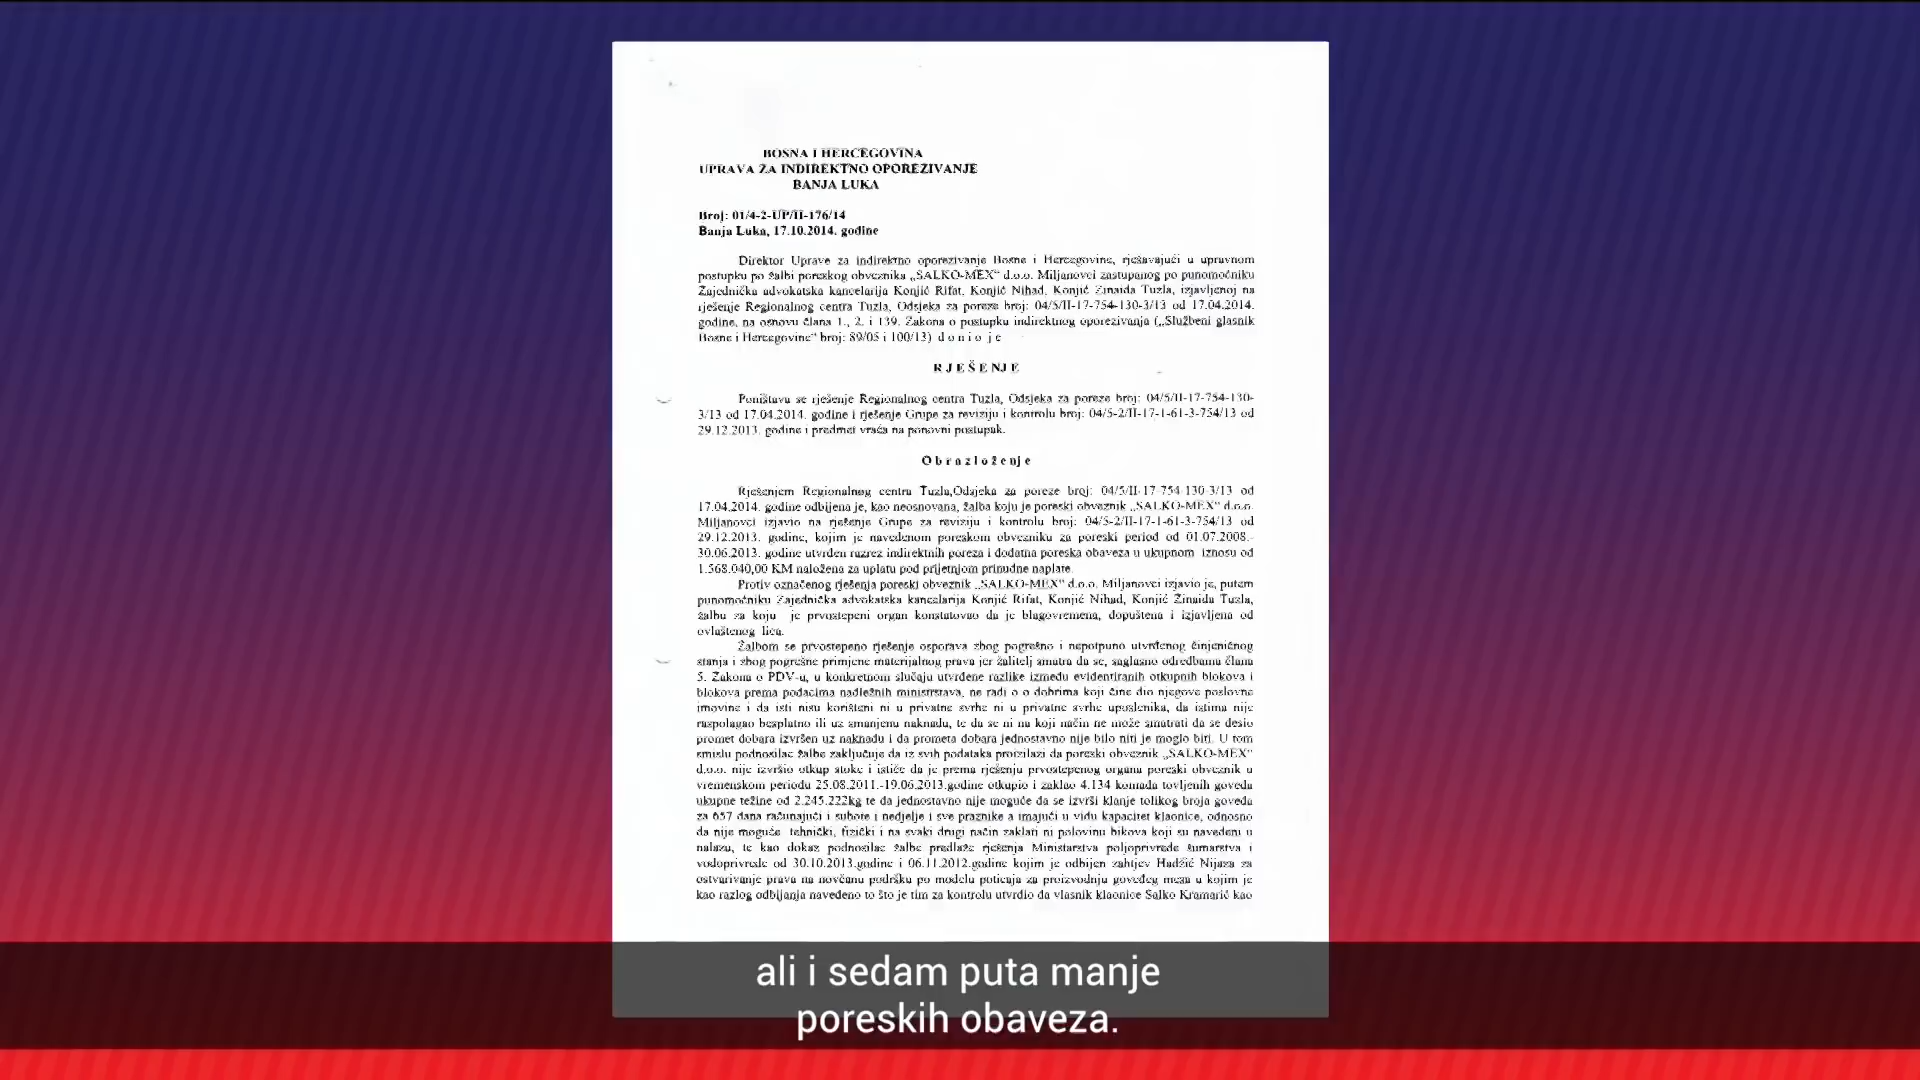 BOSNA I HERCEGOVINA
UPRAVA ZA INDIREKTNO OPOREZIVANJE
BANJA LUKA
Broj: 01/4-2-UP/II-176/14
Banja Luka, 17.10.2014. godine
Direktor Uprave za indirektno oporezivanje Bosne i Hercegovine, rješavajući u upravnom
postupku po žalbi poreskog obveznika „SALKO-MEX“ d.o.o. Miljanovci zastupanog po punomoćniku
Zajednička advokatska kancelarija Konjić Rifat, Konjić Nihad, Konjić Zinaida Tuzla, izjavljenoj na
rješenje Regionalnog centra Tuzla, Odsjeka za poreze broj: 04/5/II-17-754-130-3/13 od 17.04.2014.
godine, na osnovu člana 1., 2. i 139. Zakona o postupku indirektnog oporezivanja („Službeni glasnik
Bosne i Hercegovine“ broj: 89/05 i 100/13) d o n i o j e
R J E Š E NJ E
Poništava se rješenje Regionalnog centra Tuzla, Odsjeka za poreze broj: 04/5/II-17-754-130-
3/13 od 17.04.2014. godine i rješenje Grupe za reviziju i kontrolu broj: 04/5-2/II-17-1-61-3-754/13 od
29.12.2013. godine i predmet vraća na ponovni postupak.
O b r a z l o ž e nj e
Rješenjem Regionalnog centra Tuzla,Odsjeka za poreze broj: 04/5/II-17-754-130-3/13 od
17.04.2014. godine odbijena je, kao neosnovana, žalba koju je poreski obveznik „SALKO-MEX“ d.o.o.
Miljanovci izjavio na rješenje Grupe za reviziju i kontrolu broj: 04/5-2/II-17-1-61-3-754/13 od
29.12.2013. godine, kojim je navedenom poreskom obvezniku za poreski period od 01.07.2008.-
30.06.2013. godine utvrđen razrez indirektnih poreza i dodatna poreska obaveza u ukupnom iznosu od
1.568.040,00 KM naložena za uplatu pod prijetnjom prinudne naplate.
Protiv označenog rješenja poreski obveznik „SALKO-MEX“ d.o.o. Miljanovci izjavio je, putem
punomoćnika Zajednička advokatska kancelarija Konjić Rifat, Konjić Nihad, Konjić Zinaida Tuzla,
žalbu za koju je prvostepeni organ konstatovao da je blagovremena, dopuštena i izjavljena od
ovlaštenog lica.
Žalbom se prvostepeno rješenje osporava zbog pogrešno i nepotpuno utvrđenog činjeničnog
stanja i zbog pogrešne primjene materijalnog prava jer žalitelj smatra da se, saglasno odredbama člana
5. Zakona o PDV-u, u konkretnom slučaju utvrđene razlike između evidentiranih otkupnih blokova i
blokova prema podacima nadležnih ministrstava, ne radi o o dobrima koji čine dio njegove poslovne
imovine i da isti nisu korišteni ni u privatne svrhe ni u privatne svrhe uposlenika, da istima nije
raspolagao besplatno ili uz smanjenu naknadu, te da se ni na koji način ne može smatrati da se desio
promet dobara izvršen uz naknadu i da prometa dobara jednostavno nije bilo niti je moglo biti. U tom
smislu podnosilac žalbe zaključuje da iz svih podataka proizilazi da poreski obveznik „SALKO-MEX“
d.o.o. nije izvršio otkup stoke i ističe da je prema rješenju prvostepenog organa poreski obveznik u
vremenskom periodu 25.08.2011.-19.06.2013.godine otkupio i zaklao 4.134 komada tovljenih goveda
ukupne težine od 2.245.222kg te da jednostavno nije moguće da se izvrši klanje tolikog broja goveda
za 657 dana računajući i subote i nedjelje i sve praznike a imajući u vidu kapacitet klaonice, odnosno
da nije moguće tehnički, fizički i na svaki drugi način zaklati ni polovinu bikova koji su navedeni u
nalazu, te kao dokaz podnosilac žalbe predlaže rješenja Ministarstva poljoprivrede šumarstva i
vodoprivrede od 30.10.2013.godine i 06.11.2012.godine kojim je odbijen zahtjev Hadžić Nijaza za
ostvarivanje prava na novčanu podršku po modelu poticaja za proizvodnju goveđeg mesa u kojim je
kao razlog odbijanja navedeno to što je tim za kontrolu utvrdio da vlasnik klaonice Salko Kramarić kao
ali i sedam puta manje
poreskih obaveza.